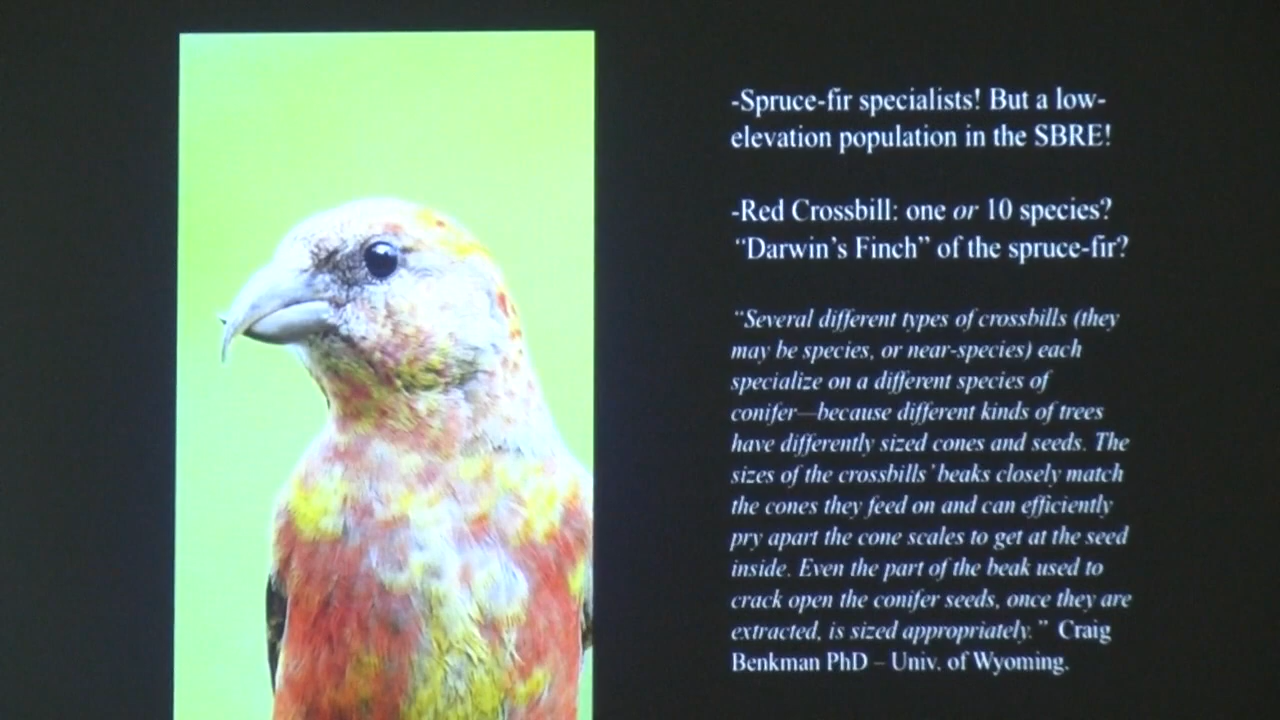 -Spruce-fir specialists! But a low-
elevation population in the SBRE!
-Red Crossbill: one or 10 species?
“Darwin’s Finch” of the spruce-fir?
“Several different types of crossbills (they
may be species, or near-species) each
specialize on a different species of
conifer—because different kinds of trees
have differently sized cones and seeds. The
sizes of the crossbills’ beaks closely match
the cones they feed on and can efficiently
pry apart the cone scales to get at the seed
inside. Even the part of the beak used to
crack open the conifer seeds, once they are
extracted, is sized appropriately.” Craig
Benkman PhD – Univ. of Wyoming.